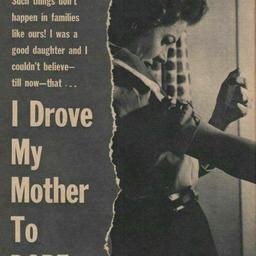 Such things don't
happen in families
like ours! I was a
good daughter and I
couldn't believe—
till now—that ...
I Drove
My
Mother
To